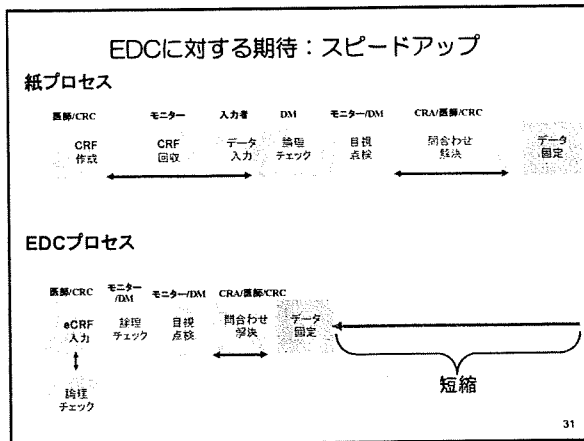 EDCに対する期待：スピードアップ
紙プロセス
医師/CRC
モニター
入力者
DM
モニター/DM
CRA/医師/CRC
CRF
作成
CRF
回収
データ
入力
論理
チェック
目視
点検
問合わせ
解決
データ
固定
EDCプロセス
医師/CRC
モニター
/DM
モニター/DM
CRA/医師/CRC
eCRF
入力
論理
チェック
目視
点検
問合わせ
解決
データ
固定
論理
チェック
短縮
31